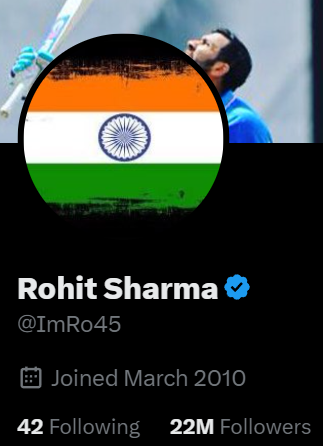 Rohit Sharma
@ImRo45
Joined March 2010
42 Following 22M Followers